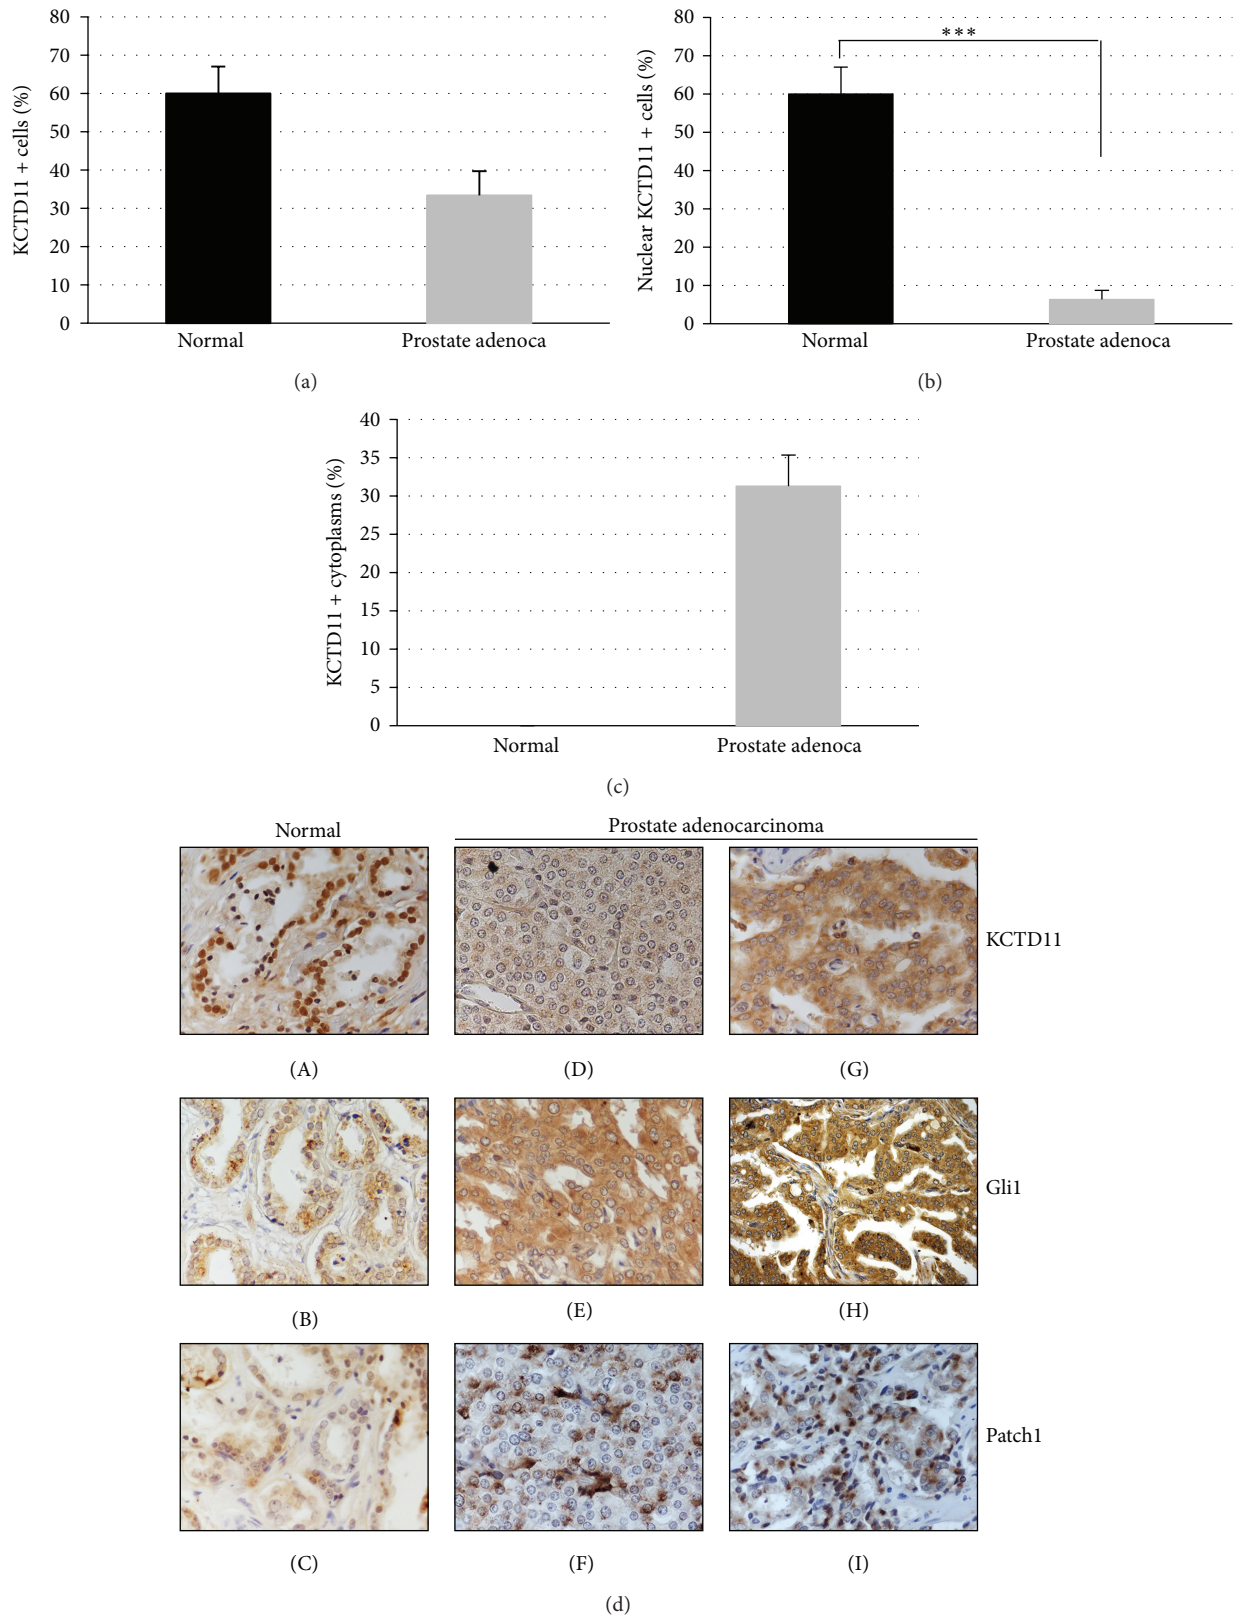 80
70
60
50
40
30
20
10
0
KCTD11 + cells (%)
Normal
Prostate adenoca
(a)
80
70
60
50
40
30
20
10
0
Nuclear KCTD11 + cells (%)
***
Normal
Prostate adenoca
(b)
40
35
30
25
20
15
10
5
0
KCTD11 + cytoplasms (%)
Normal
Prostate adenoca
(c)
Normal
Prostate adenocarcinoma
KCTD11
(A)
(D)
(G)
Gli1
(B)
(E)
(H)
Patch1
(C)
(F)
(I)
(d)